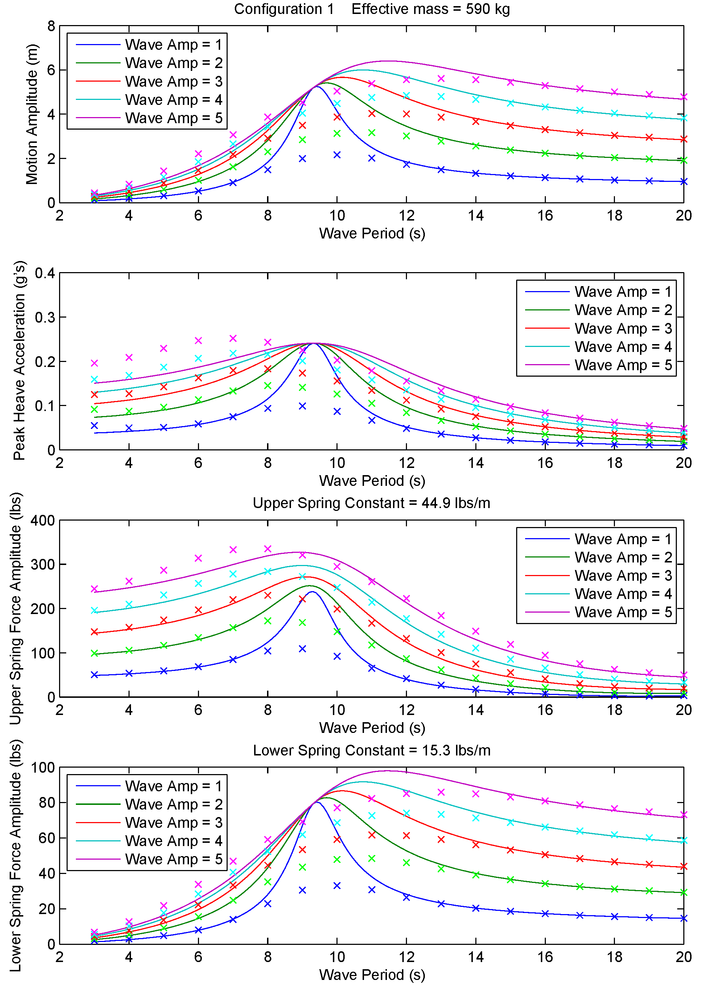 Configuration 1    Effective mass = 590 kg
Motion Amplitude (m)
8
6
4
2
0
Wave Amp = 1
Wave Amp = 2
Wave Amp = 3
Wave Amp = 4
Wave Amp = 5
2 4 6 8 10 12 14 16 18 20
Wave Period (s)
Peak Heave Acceleration (g's)
0.4
0.3
0.2
0.1
0
Wave Amp = 1
Wave Amp = 2
Wave Amp = 3
Wave Amp = 4
Wave Amp = 5
2 4 6 8 10 12 14 16 18 20
Wave Period (s)
Upper Spring Constant = 44.9 lbs/m
Upper Spring Force Amplitude (lbs)
400
300
200
100
0
Wave Amp = 1
Wave Amp = 2
Wave Amp = 3
Wave Amp = 4
Wave Amp = 5
2 4 6 8 10 12 14 16 18 20
Wave Period (s)
Lower Spring Constant = 15.3 lbs/m
Lower Spring Force Amplitude (lbs)
100
80
60
40
20
0
Wave Amp = 1
Wave Amp = 2
Wave Amp = 3
Wave Amp = 4
Wave Amp = 5
2 4 6 8 10 12 14 16 18 20
Wave Period (s)